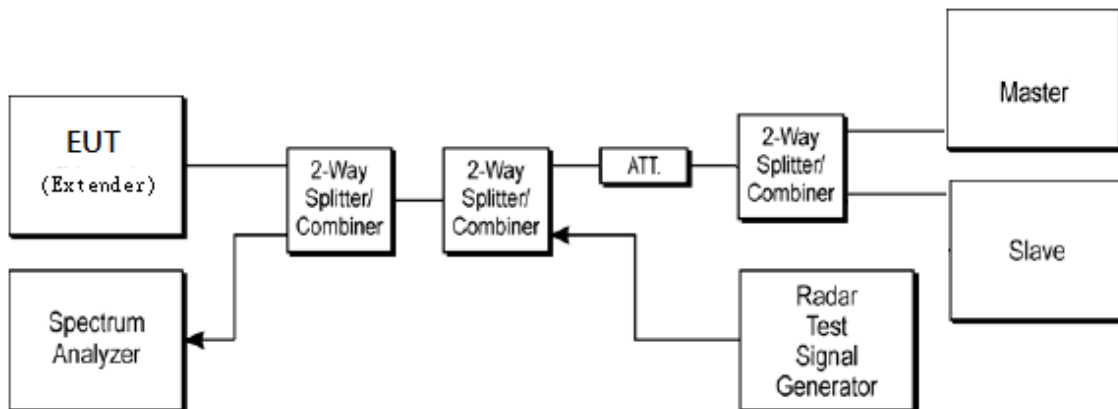 EUT
(Extender)
Spectrum
Analyzer
2-Way
Splitter/
Combiner
2-Way
Splitter/
Combiner
ATT.
2-Way
Splitter/
Combiner
Master
Slave
Radar
Test
Signal
Generator